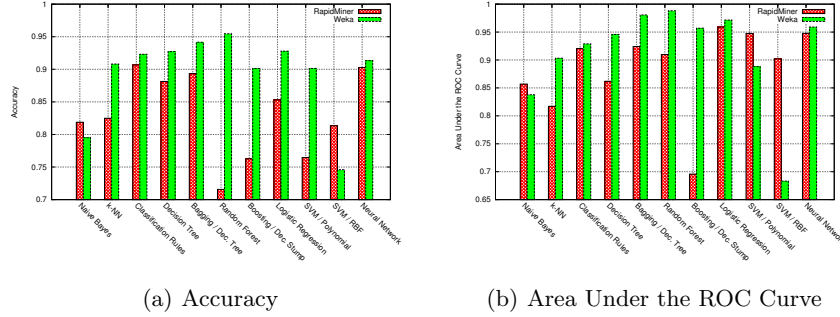 RapidMiner
Weka
1
0.95
0.9
0.85
0.8
0.75
0.7
Accuracy
Naive Bayes
k-NN
Classification Rules
Decision Tree
Bagging / Dec. Tree
Random Forest
Boosting / Dec. Stump
Logistic Regression
SVM / Polynomial
SVM / RBF
Neural Network
(a) Accuracy
RapidMiner
Weka
1
0.95
0.9
0.85
0.8
0.75
0.7
0.65
Area Under the ROC Curve
Naive Bayes
k-NN
Classification Rules
Decision Tree
Bagging / Dec. Tree
Random Forest
Boosting / Dec. Stump
Logistic Regression
SVM / Polynomial
SVM / RBF
Neural Network
(b) Area Under the ROC Curve